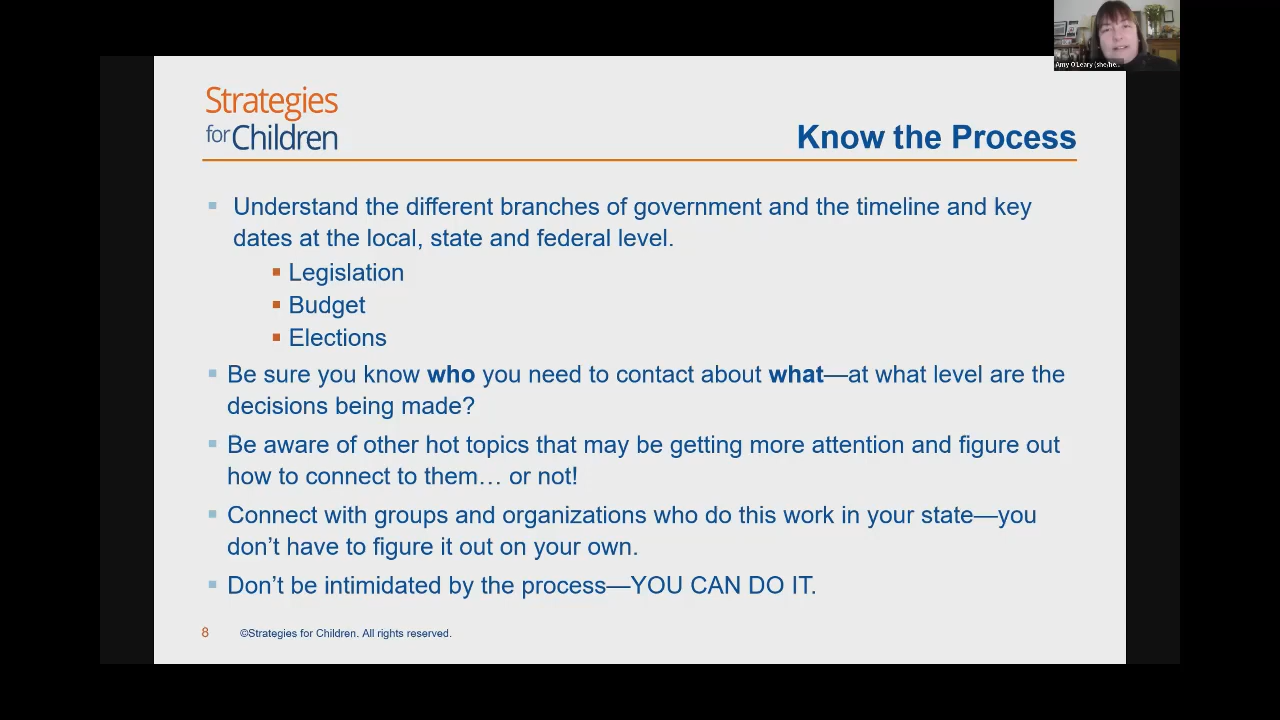 Amy O'Leary (she/he...
Strategies
for Children
Know the Process
Understand the different branches of government and the timeline and key
dates at the local, state and federal level.
Legislation
Budget
Elections
Be sure you know who you need to contact about what—at what level are the
decisions being made?
Be aware of other hot topics that may be getting more attention and figure out
how to connect to them… or not!
Connect with groups and organizations who do this work in your state—you
don’t have to figure it out on your own.
Don’t be intimidated by the process—YOU CAN DO IT.
8 ©Strategies for Children. All rights reserved.